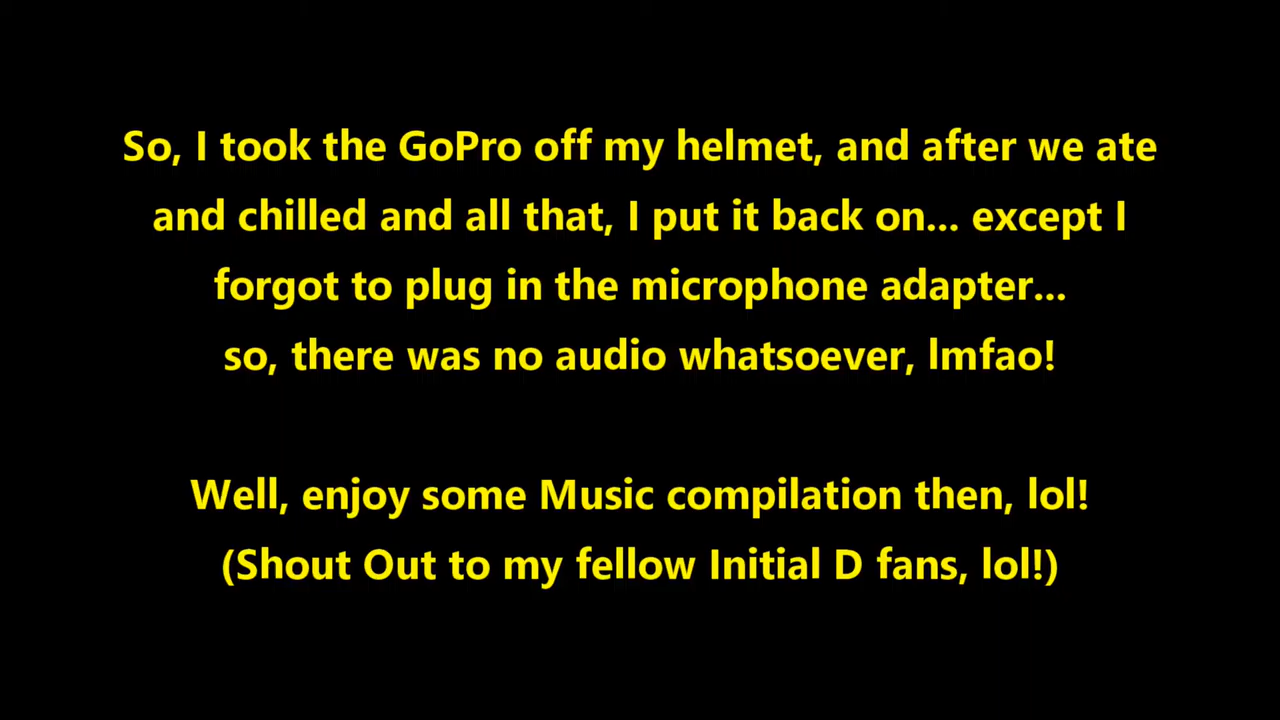 So, I took the GoPro off my helmet, and after we ate
and chilled and all that, I put it back on... except I
forgot to plug in the microphone adapter...
so, there was no audio whatsoever, lmfao!
Well, enjoy some Music compilation then, lol!
(Shout Out to my fellow Initial D fans, lol!)